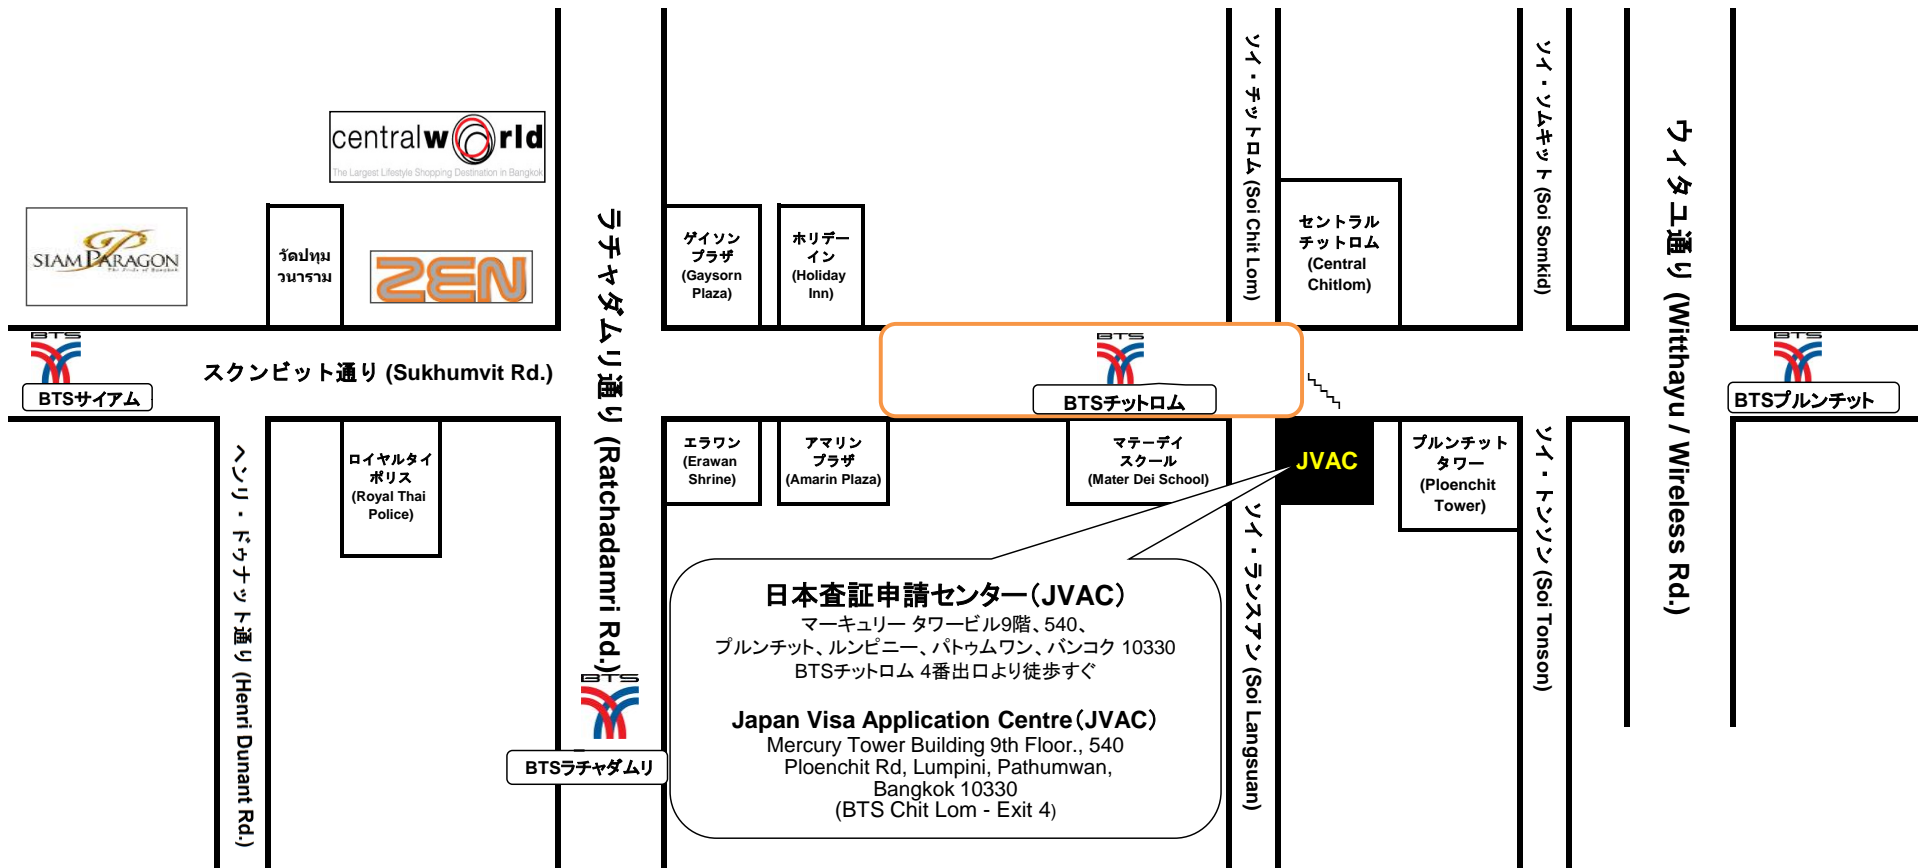 centralworld
The Largest Lifestyle Shopping Destination in Bangkok
SIAM PARAGON
The Pride of Bangkok
วัดปทุม
วนาราม
ZEN
ラチャダムリ通り (Ratchadamri Rd.)
ゲイソン
プラザ
(Gaysorn
Plaza)
ホリデー
イン
(Holiday
Inn)
ソイ・チットロム (Soi Chit Lom)
セントラル
チットロム
(Central
Chitlom)
ソイ・ソムキット (Soi Somkid)
ウィタユ通り (Witthayu / Wireless Rd.)
BTS
BTSサイアム
スクンビット通り (Sukhumvit Rd.)
BTS
BTSチットロム
BTS
BTSプルンチット
ヘンリ・ドゥナット通り (Henri Dunant Rd.)
ロイヤルタイ
ポリス
(Royal Thai
Police)
エラワン
(Erawan
Shrine)
アマリン
プラザ
(Amarin Plaza)
マテーデイ
スクール
(Mater Dei School)
JVAC
プルンチット
タワー
(Ploenchit
Tower)
ソイ・ランスアン (Soi Langsuan)
ソイ・トンソン (Soi Tonson)
BTS
BTSラチャダムリ
日本査証申請センター(JVAC)
マーキュリー タワービル9階、540、
プルンチット、ルンピニー、パトゥムワン、バンコク 10330
BTSチットロム 4番出口より徒歩すぐ
Japan Visa Application Centre(JVAC)
Mercury Tower Building 9th Floor., 540
Ploenchit Rd, Lumpini, Pathumwan,
Bangkok 10330
(BTS Chit Lom - Exit 4)